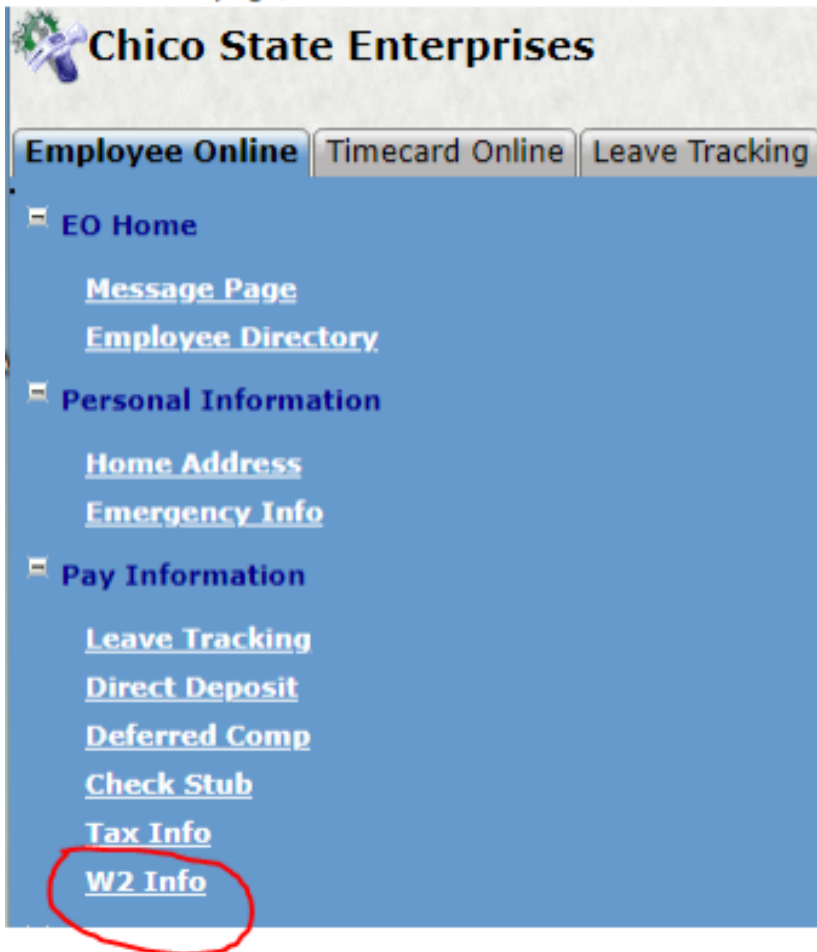 Chico State Enterprises
Employee Online Timecard Online Leave Tracking
EO Home
Message Page
Employee Directory
Personal Information
Home Address
Emergency Info
Pay Information
Leave Tracking
Direct Deposit
Deferred Comp
Check Stub
Tax Info
W2 Info